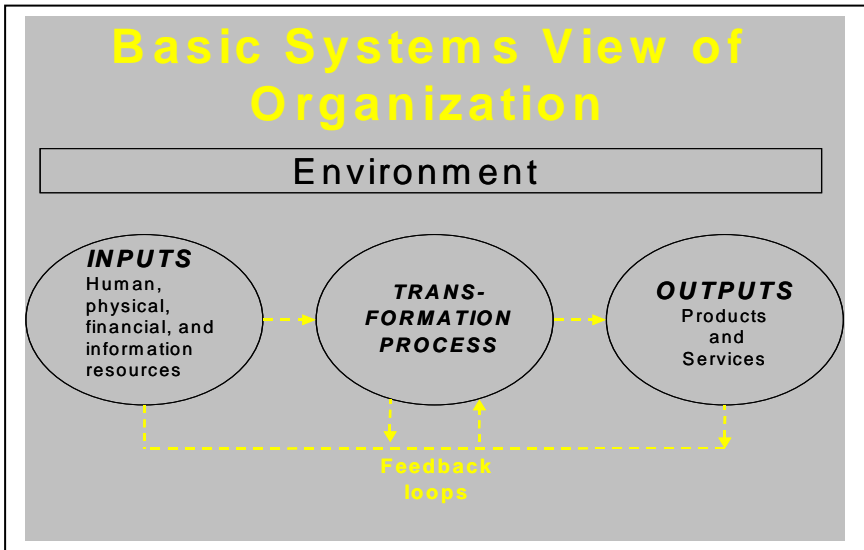 Basic Systems View of
Organization
Environment
INPUTS
Human,
physical,
financial, and
information
resources
TRANS-
FORMATION
PROCESS
OUTPUTS
Products
and
Services
Feedback
loops